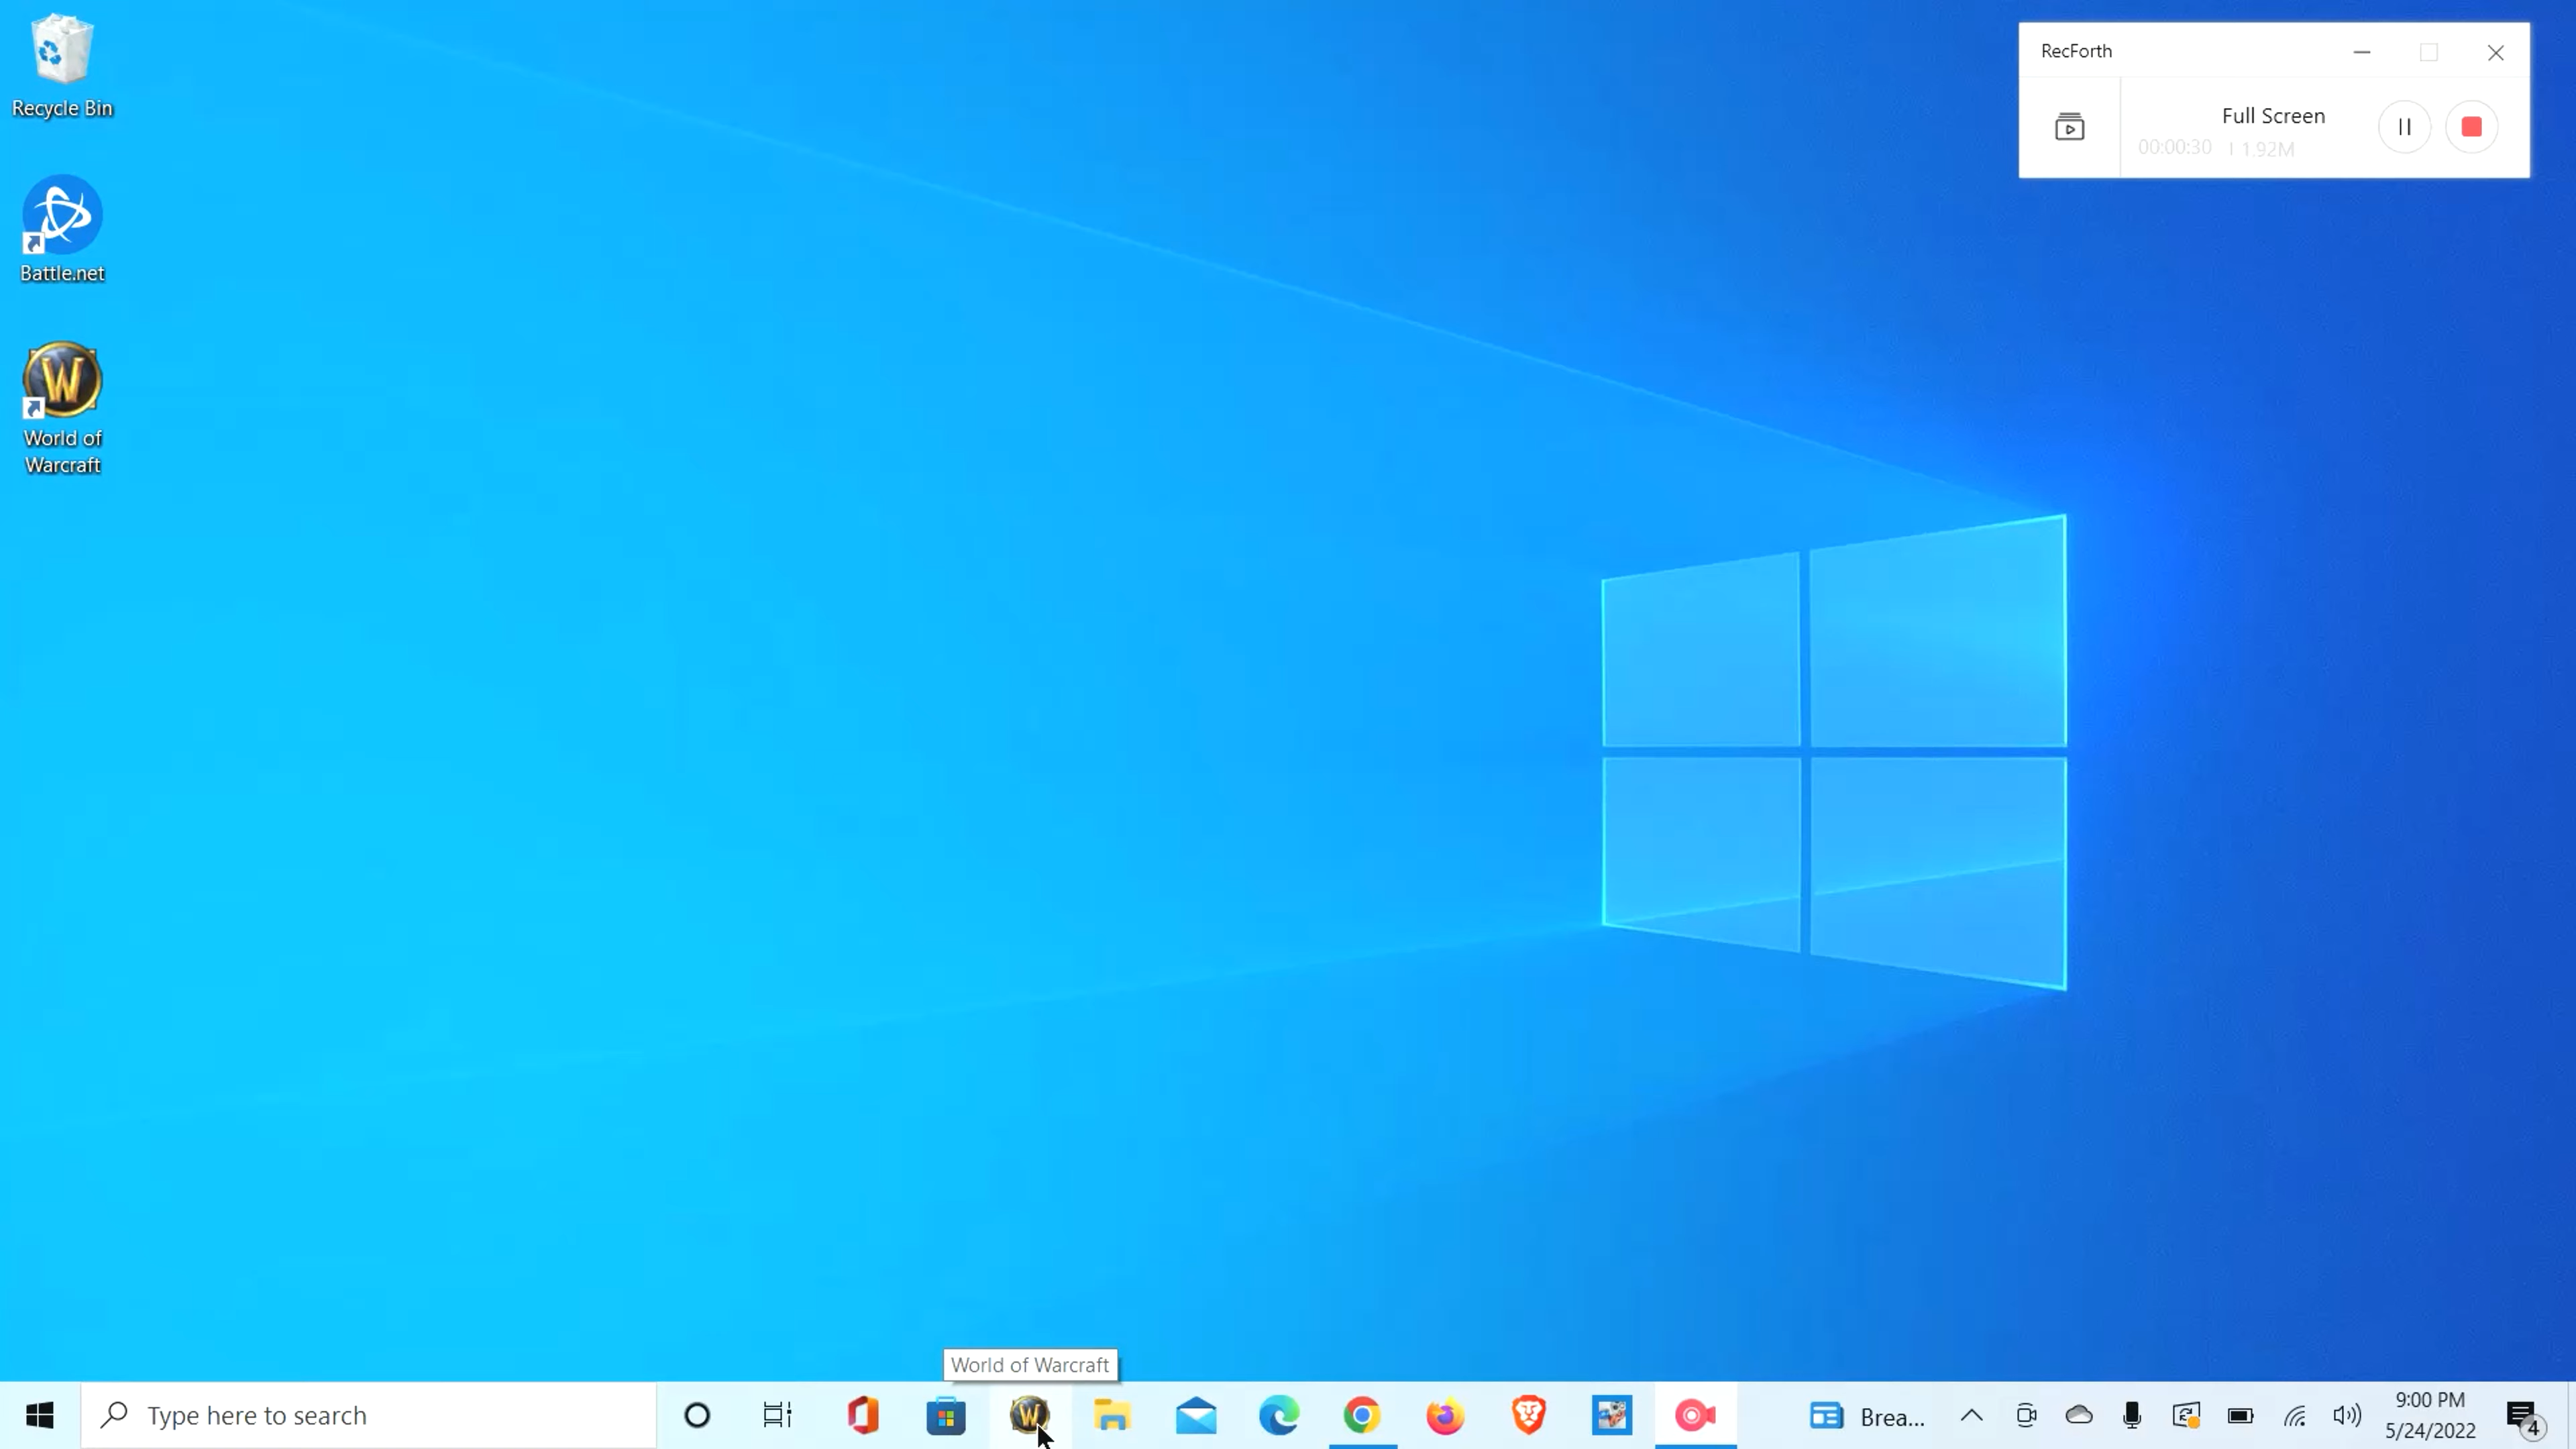 Recycle Bin
Battle.net
World of
Warcraft
RecForth
Full Screen
00:00:30 | 1.92M
World of Warcraft
Type here to search
Brea...
9:00 PM
5/24/2022
4